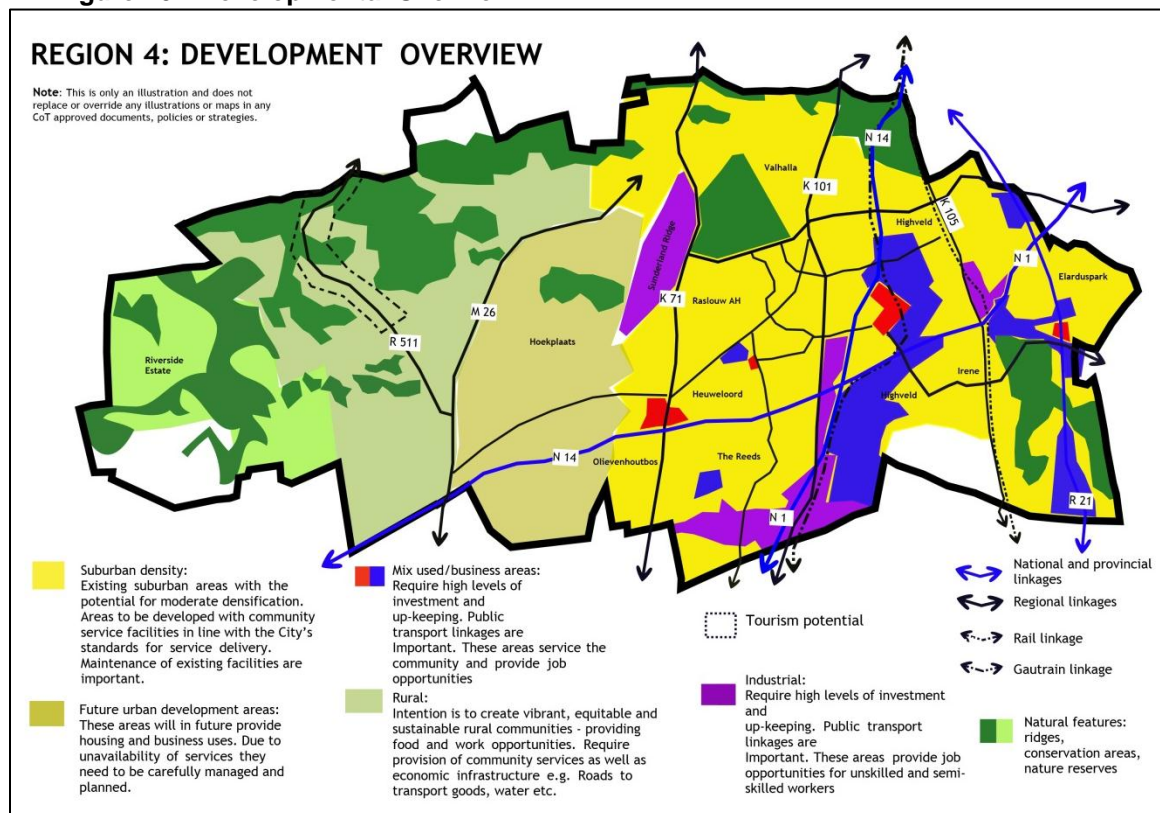 REGION 4: DEVELOPMENT OVERVIEW
Note: This is only an illustration and does not
replace or override any illustrations or maps in any
CoT approved documents, policies or strategies.
N 14
Valhalla
K 101
K 105
Highveld
Sunderland Ridge
N 1
Elarduspark
K 71
Raslouw AH
M 26
R 511
Hoekplaats
Riverside
Estate
Irene
Heuweloord
Highveld
N 14
Olievenhoutbos
The Reeds
R 21
N 1
Suburban density:
Existing suburban areas with the
potential for moderate densification.
Areas to be developed with community
service facilities in line with the City's
standards for service delivery.
Maintenance of existing facilities are
important.
Future urban development areas:
These areas will in future provide
housing and business uses. Due to
unavailability of services they
need to be carefully managed and
planned.
Mix used/business areas:
Require high levels of
investment and
up-keeping. Public
transport linkages are
Important. These areas service the
community and provide job
opportunities
Rural:
Intention is to create vibrant, equitable and
sustainable rural communities - providing
food and work opportunities. Require
provision of community services as well as
economic infrastructure e.g. Roads to
transport goods, water etc.
Tourism potential
Industrial:
Require high levels of investment
and
up-keeping. Public transport
linkages are
Important. These areas provide job
opportunities for unskilled and semi-
skilled workers
National and provincial
linkages
Regional linkages
Rail linkage
Gautrain linkage
Natural features:
ridges,
conservation areas,
nature reserves